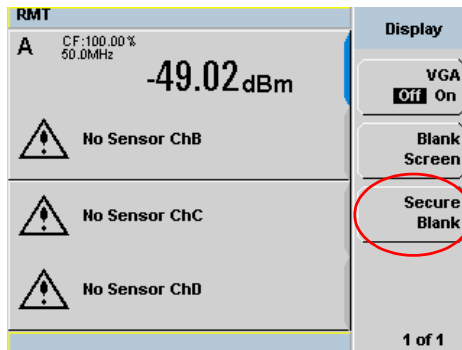 RMT
A
CF:100.00 %
50.0MHz
-49.02dBm
No Sensor ChB
No Sensor ChC
No Sensor ChD
Display
VGA
Off On
Blank
Screen
Secure
Blank
1 of 1